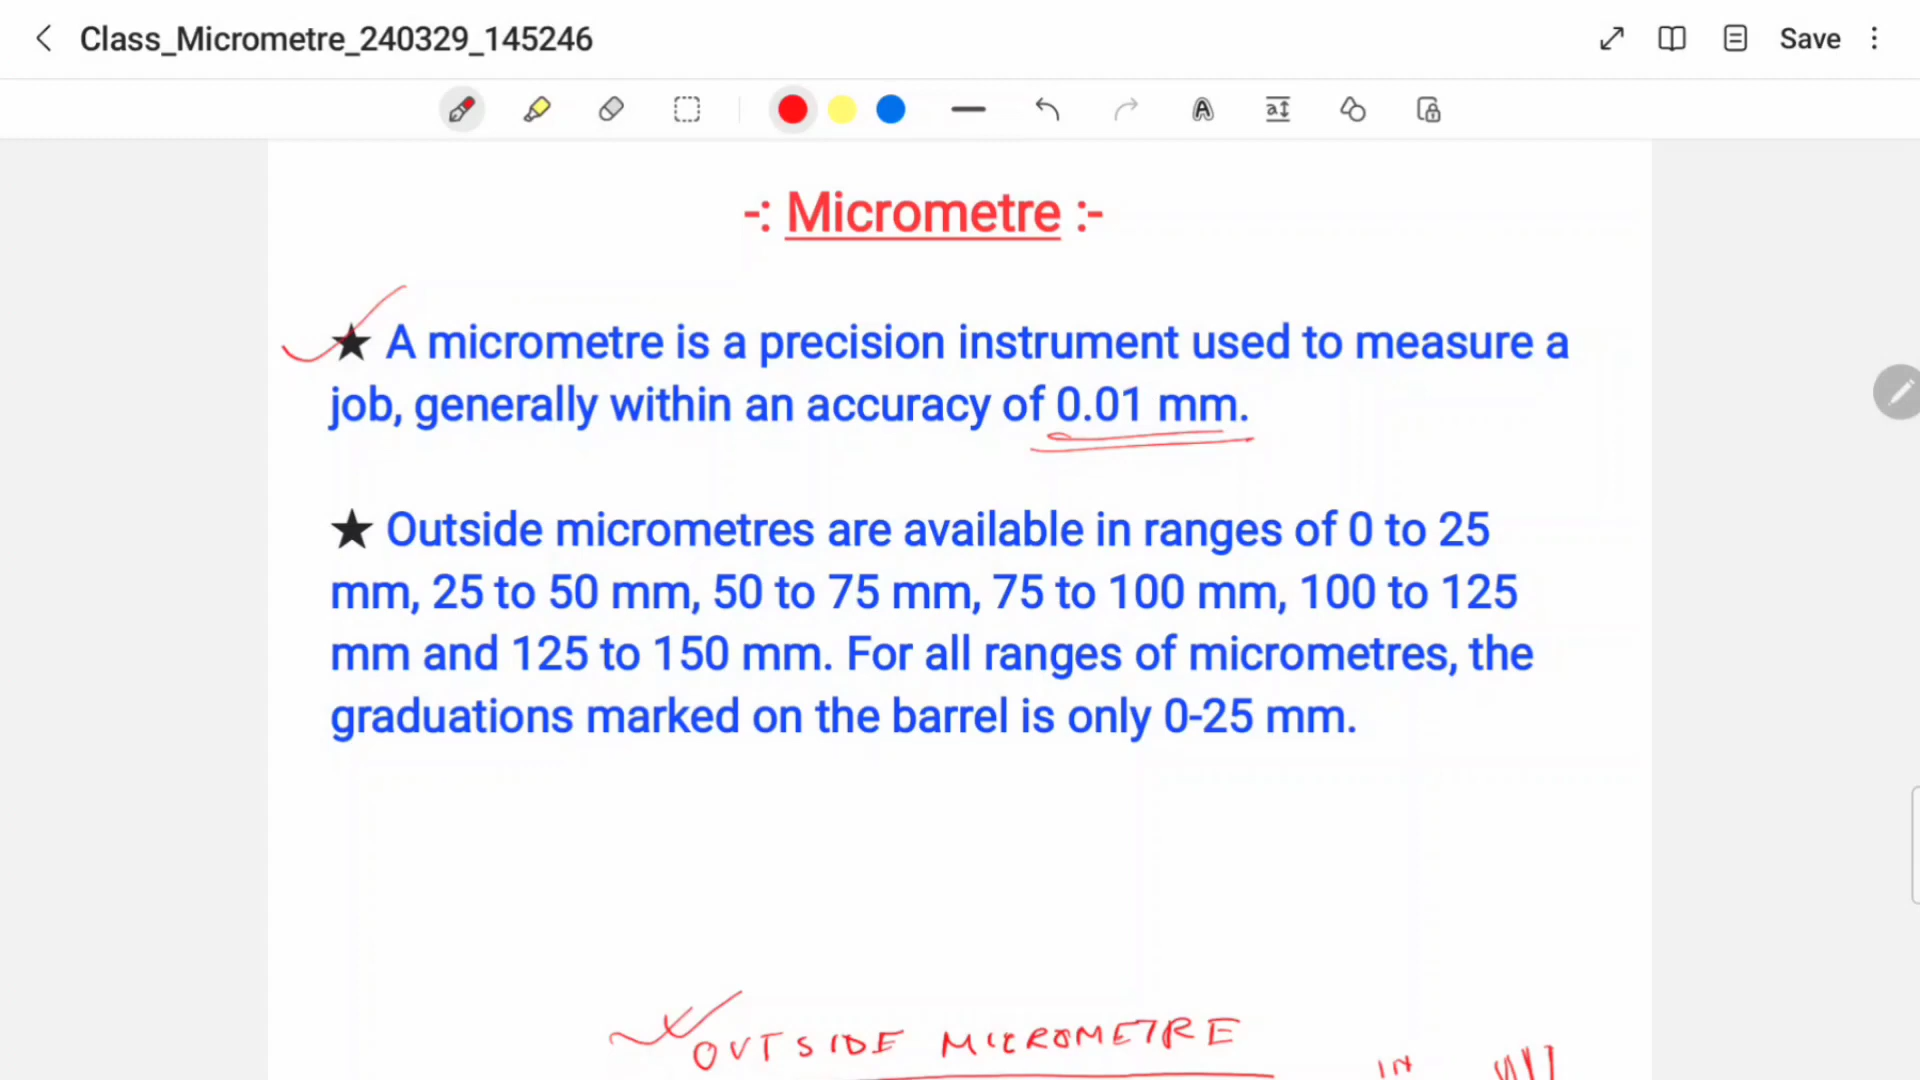 Class_Micrometre_240329_145246
Save
-: Micrometre :-
★ A micrometre is a precision instrument used to measure a
job, generally within an accuracy of 0.01 mm.
★ Outside micrometres are available in ranges of 0 to 25
mm, 25 to 50 mm, 50 to 75 mm, 75 to 100 mm, 100 to 125
mm and 125 to 150 mm. For all ranges of micrometres, the
graduations marked on the barrel is only 0-25 mm.
OUTSIDE MICROMETRE
IN